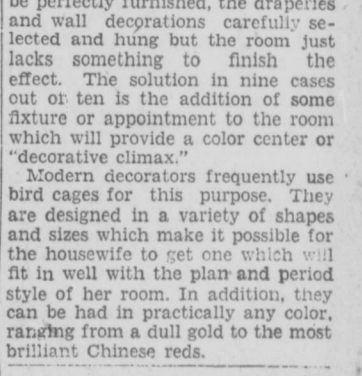 be perfectly furnished, the draperies
and wall decorations carefully se-
lected and hung but the room just
lacks something to finish the
effect. The solution in nine cases
out of ten is the addition of some
fixture or appointment to the room
which will provide a color center or
"decorative climax."
Modern decorators frequently use
bird cages for this purpose. They
are designed in a variety of shapes
and sizes which make it possible for
the housewife to get one which will
fit in well with the plan and period
style of her room. In addition, they
can be had in practically any color,
ranging from a dull gold to the most
brilliant Chinese reds.